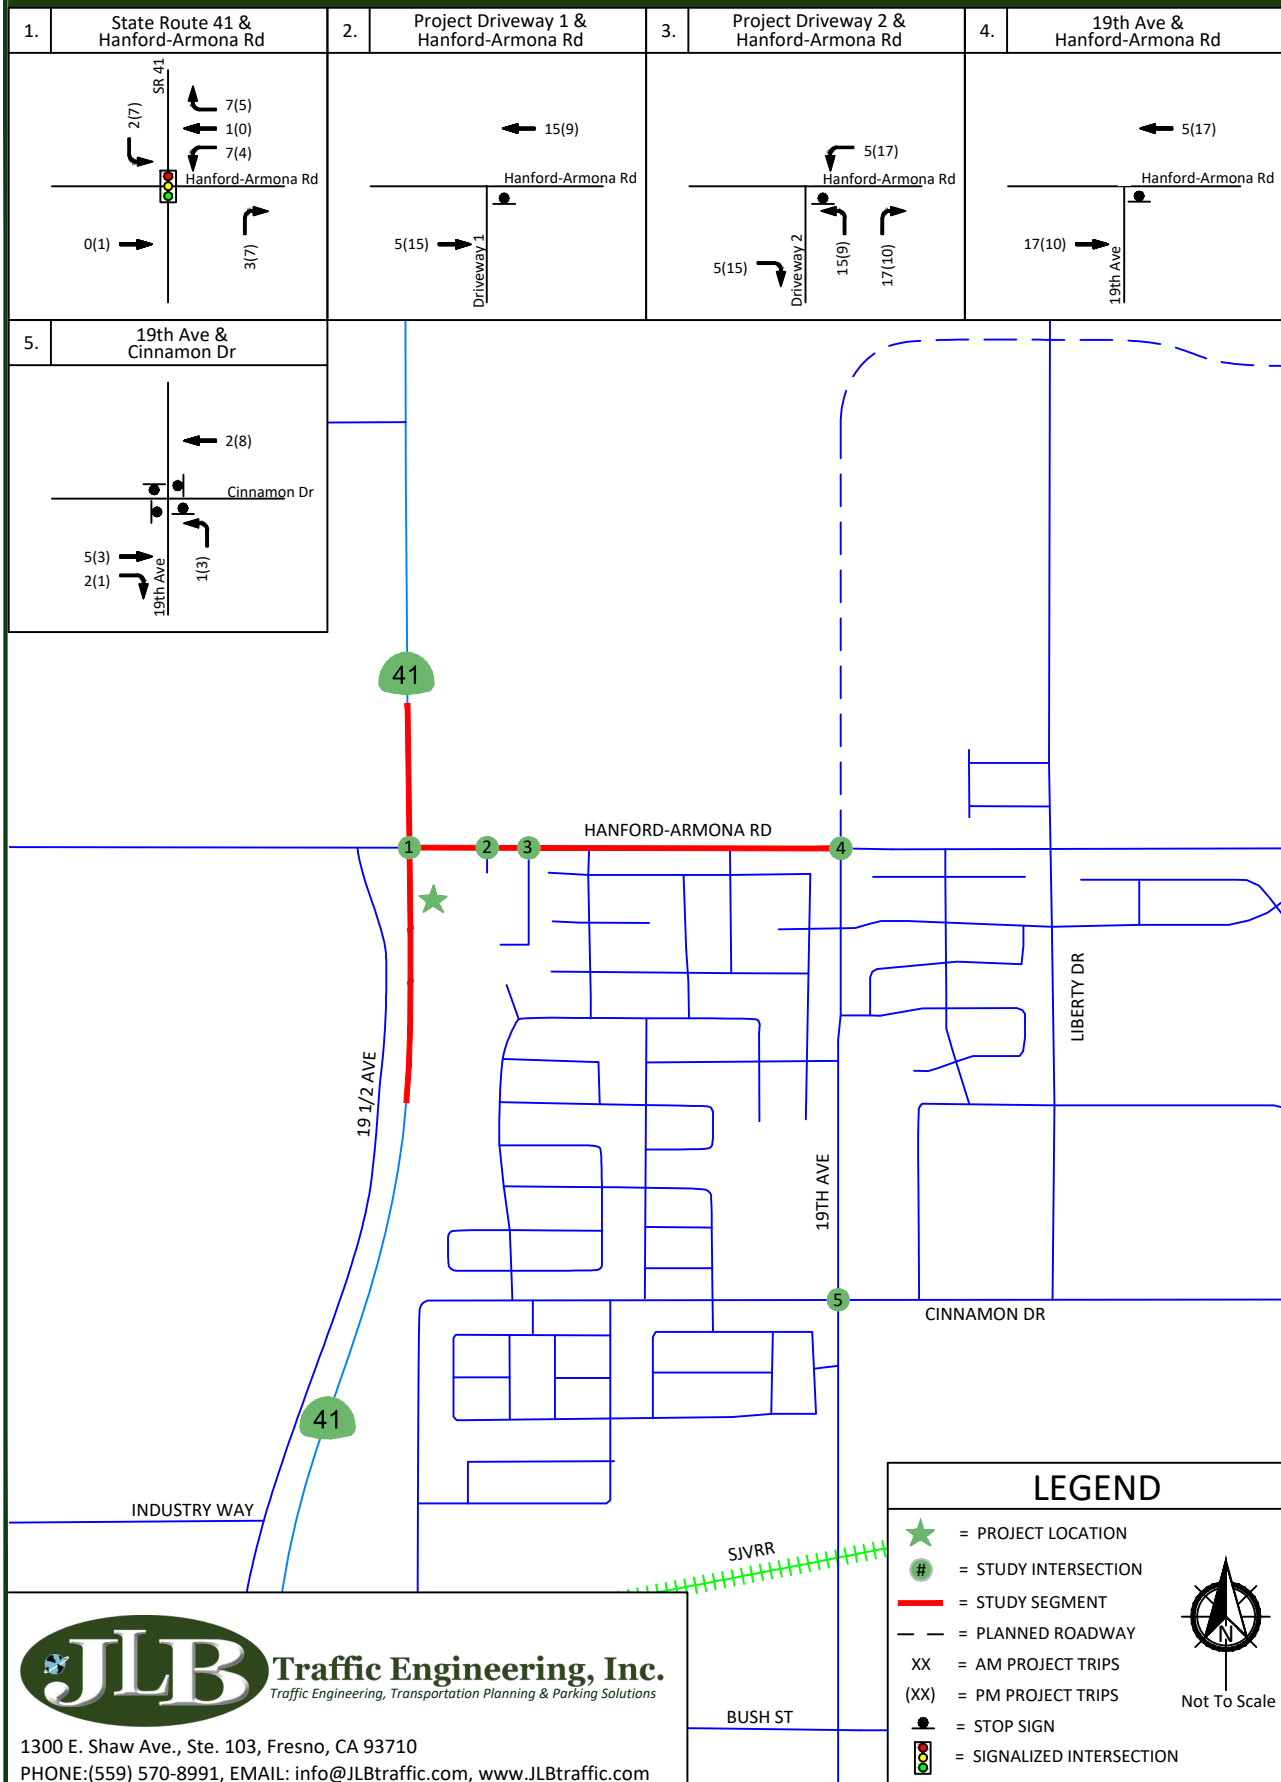 1.
State Route 41 &
Hanford-Armona Rd
SR 41
2(7)
7(5)
1(0)
7(4)
Hanford-Armona Rd
0(1)
3(7)
2.
Project Driveway 1 &
Hanford-Armona Rd
15(9)
Hanford-Armona Rd
5(15)
Driveway 1
3.
Project Driveway 2 &
Hanford-Armona Rd
5(17)
Hanford-Armona Rd
5(15)
Driveway 2
15(9)
17(10)
4.
19th Ave &
Hanford-Armona Rd
5(17)
Hanford-Armona Rd
17(10)
19th Ave
5.
19th Ave &
Cinnamon Dr
2(8)
Cinnamon Dr
5(3)
2(1)
19th Ave
1(3)
41
HANFORD-ARMONA RD
1
2
3
4
LIBERTY DR
19 1/2 AVE
19TH AVE
5
CINNAMON DR
41
INDUSTRY WAY
SJVRR
BUSH ST
LEGEND
= PROJECT LOCATION
# = STUDY INTERSECTION
= STUDY SEGMENT
= PLANNED ROADWAY
XX = AM PROJECT TRIPS
(XX) = PM PROJECT TRIPS
= STOP SIGN
= SIGNALIZED INTERSECTION
N
Not To Scale
JLB Traffic Engineering, Inc.
Traffic Engineering, Transportation Planning & Parking Solutions
1300 E. Shaw Ave., Ste. 103, Fresno, CA 93710
PHONE:(559) 570-8991, EMAIL: info@JLBtraffic.com, www.JLBtraffic.com